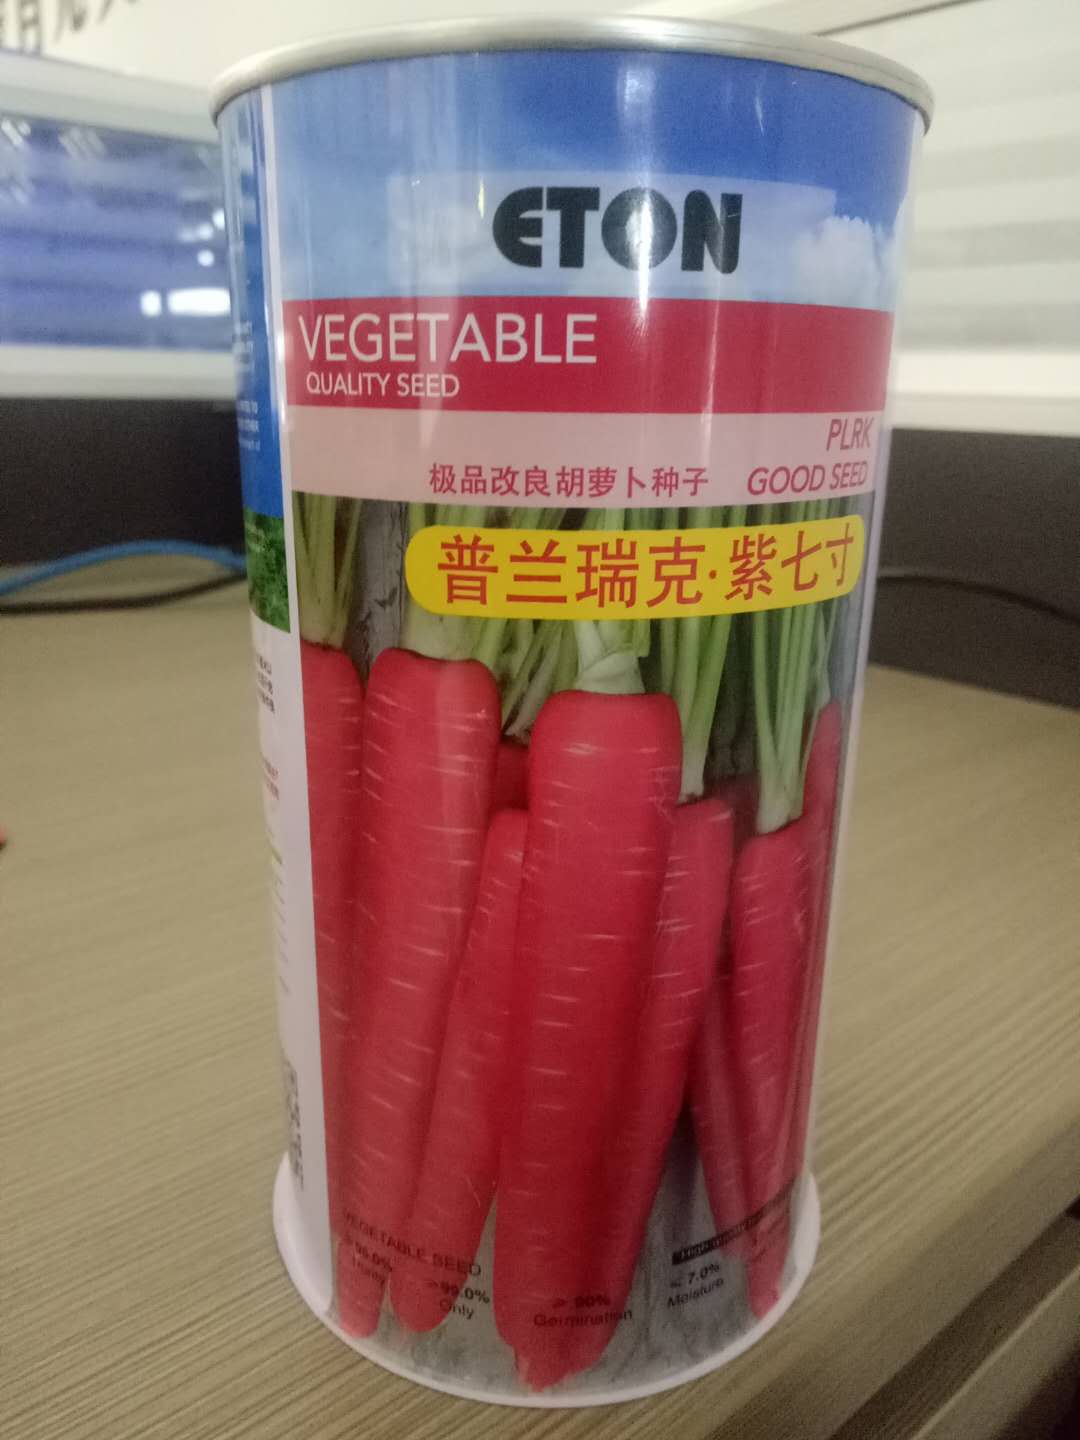 ETON
VEGETABLE
QUALITY SEED
PLRK
极品改良胡萝卜种子
GOOD SEED
普兰瑞克·紫七寸
VEGETABLE SEED
≥99.0%
Only
≥ 90%
Germination
7.0%
Moisture